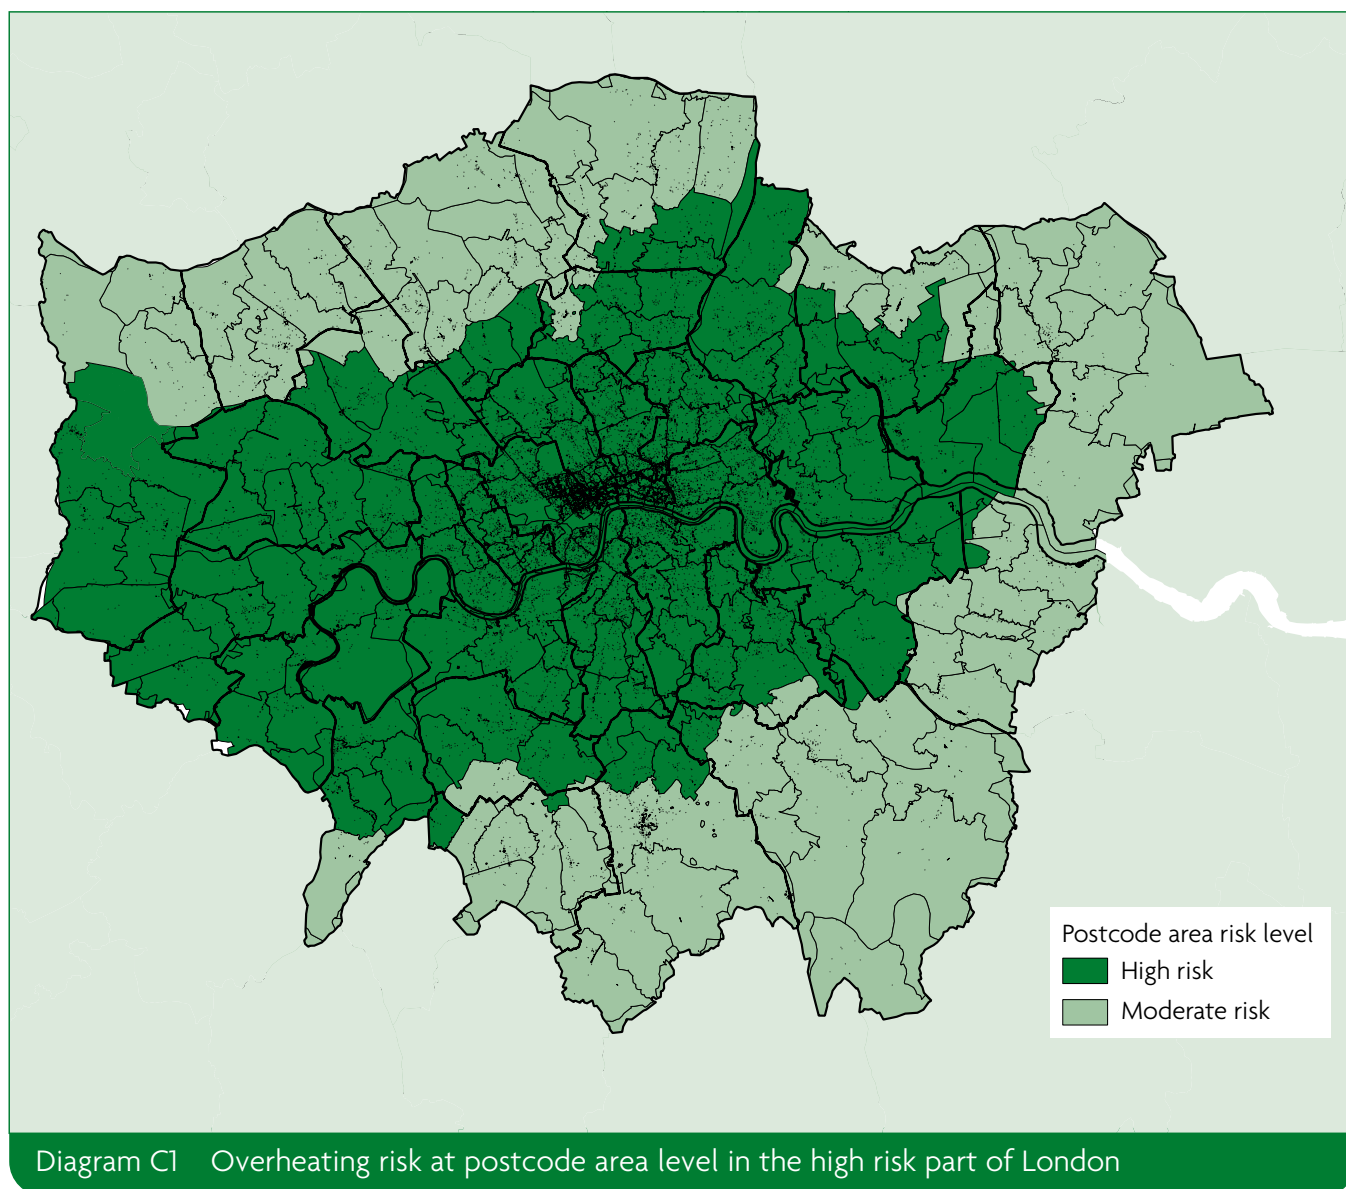 Postcode area risk level
High risk
Moderate risk
Diagram C1 Overheating risk at postcode area level in the high risk part of London